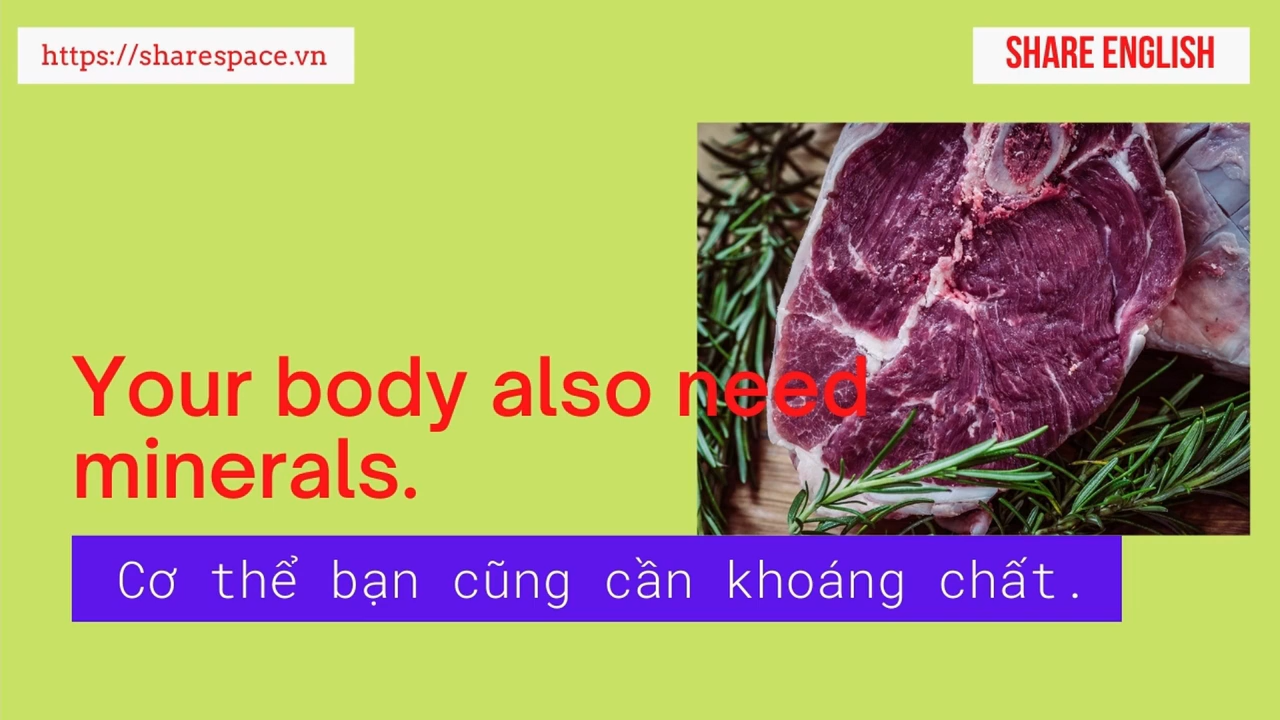 https://sharespace.vn
SHARE ENGLISH
Your body also need
minerals.
Cơ thể bạn cũng cần khoáng chất.